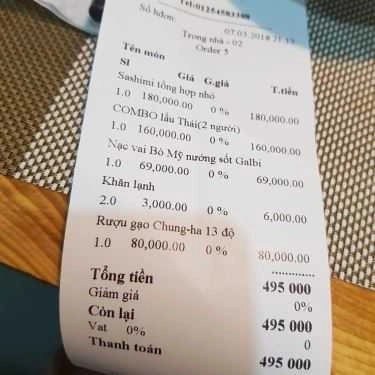 Tel:01254583388
Số hđơn: 07.03.2018 21:13
Trong nhà - 02
Order 5
Tên món
Sl Giá G.giá T.tiền
Sashimi tổng hợp nhỏ
1.0 180,000.00 0 % 180,000.00
COMBO lẩu Thái(2 người)
1.0 160,000.00 0 % 160,000.00
Nạc vai Bò Mỹ nướng sốt Galbi
1.0 69,000.00 0 % 69,000.00
Khăn lạnh
2.0 3,000.00 0 % 6,000.00
Rượu gạo Chung-ha 13 độ
1.0 80,000.00 0 % 80,000.00
Tổng tiền 495 000
Giảm giá 0%
Còn lại 495 000
Vat 0% 0
Thanh toán 495 000